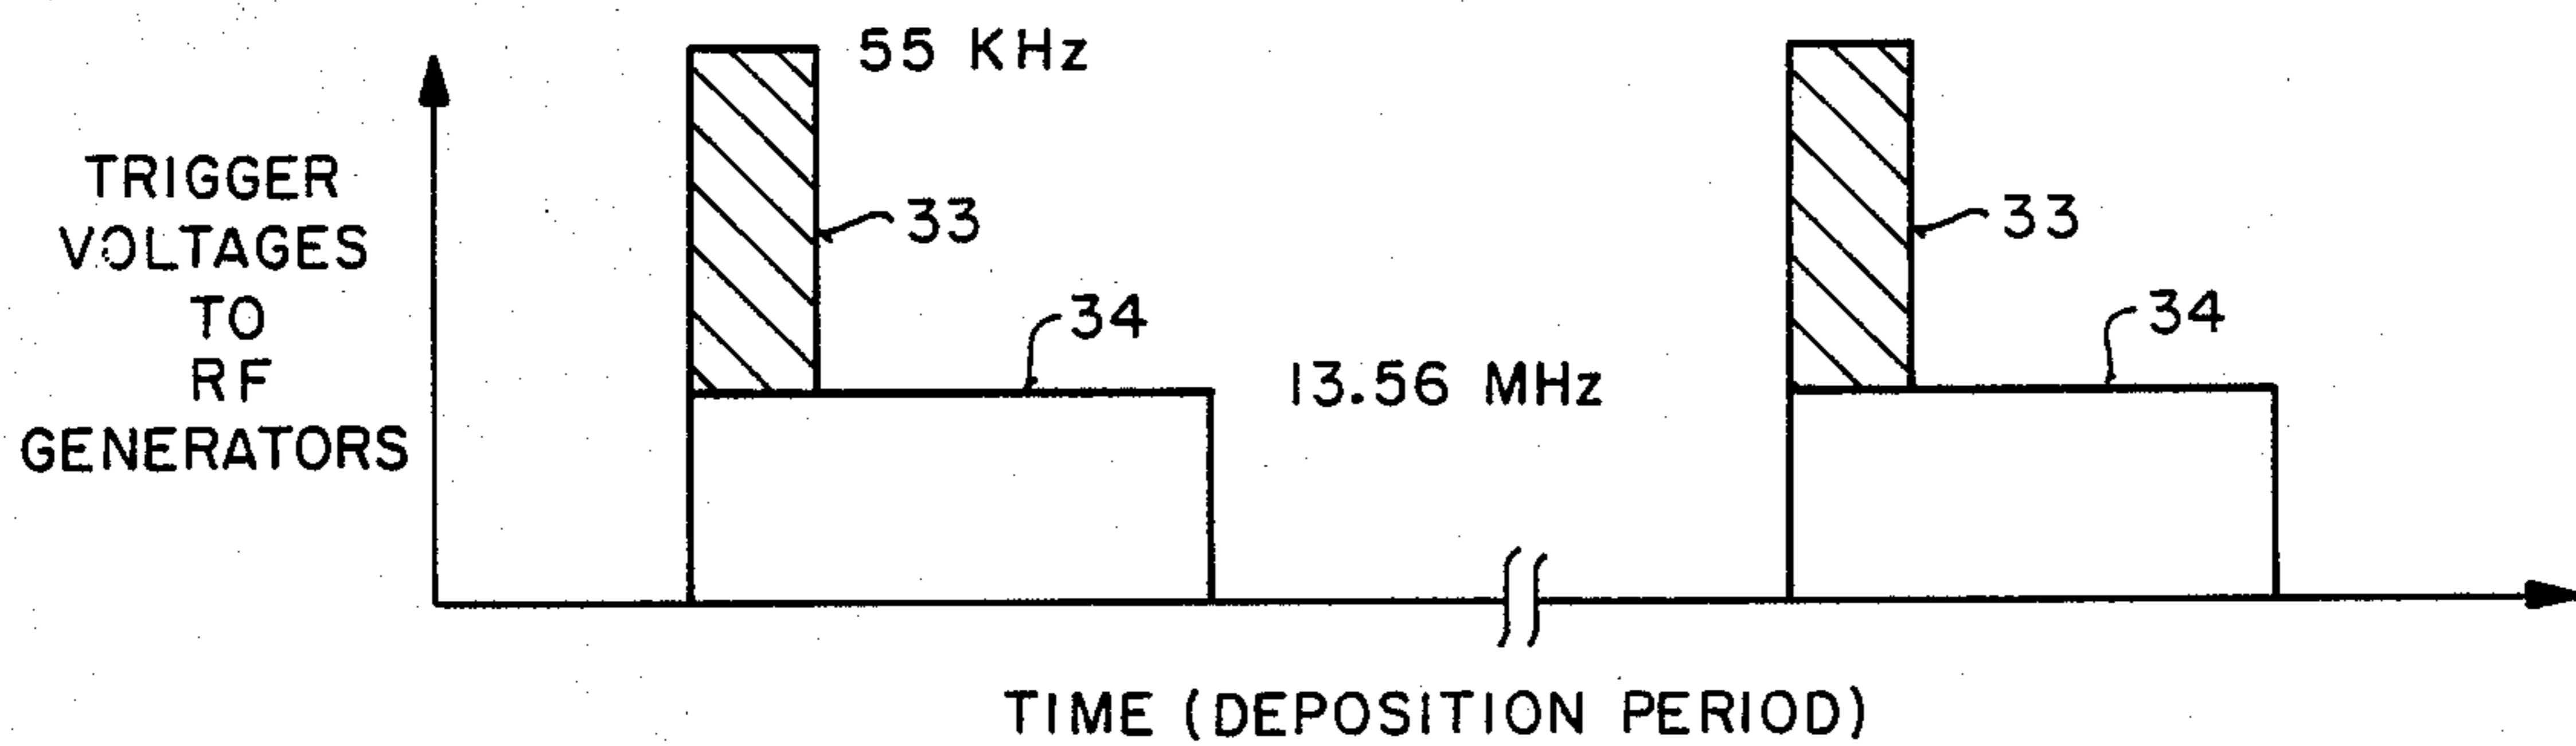 55 KHz
TRIGGER
VOLTAGES
TO
RF
GENERATORS
33
34
13.56 MHz
33
34
TIME (DEPOSITION PERIOD)